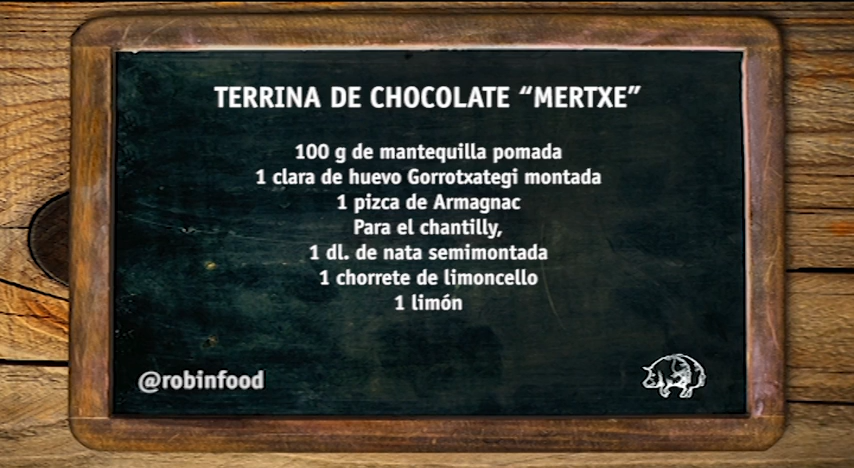 TERRINA DE CHOCOLATE “MERTXE”
100 g de mantequilla pomada
1 clara de huevo Gorrotxategi montada
1 pizca de Armagnac
Para el chantilly,
1 dl. de nata semimontada
1 chorrete de limoncello
1 limón
@robinfood